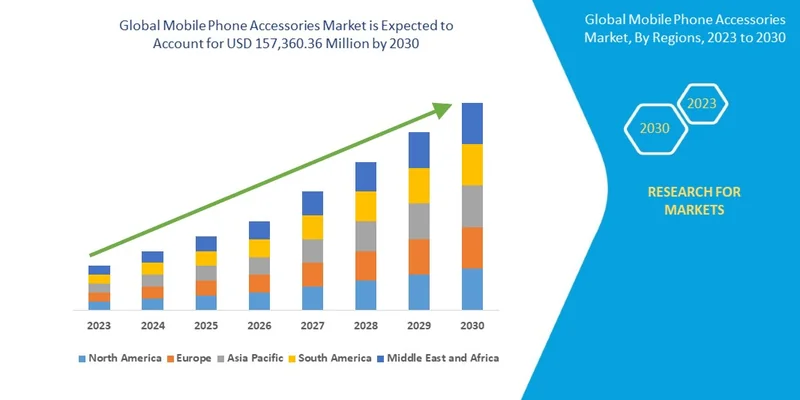 Global Mobile Phone Accessories Market is Expected to
Account for USD 157,360.36 Million by 2030
2023
2024
2025
2026
2027
2028
2029
2030
North America
Europe
Asia Pacific
South America
Middle East and Africa
Global Mobile Phone Accessories
Market, By Regions, 2023 to 2030
2023
2030
RESEARCH FOR
MARKETS